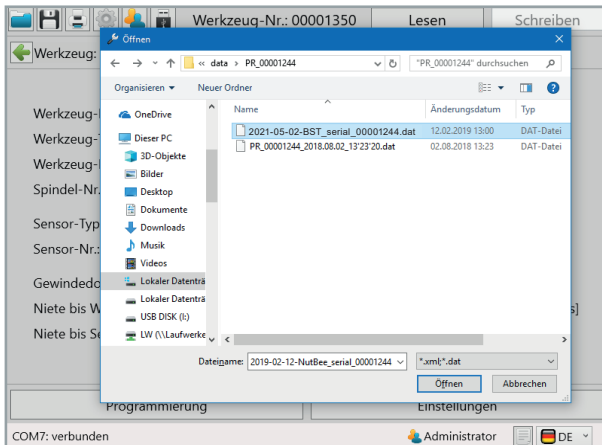 Werkzeug-Nr.: 00001350 Lesen Schreiben
Öffnen
Werkzeug:
« data > PR_00001244 "PR_00001244" durchsuchen
Organisieren Neuer Ordner
Name Änderungsdatum Typ
OneDrive
2021-05-02-BST_serial_00001244.dat 12.02.2019 13:00 DAT-Datei
PR_00001244_2018.08.02_13'23'20.dat 02.08.2018 13:23 DAT-Datei
Dieser PC
3D-Objekte
Bilder
Desktop
Dokumente
Downloads
Musik
Videos
Lokaler Datenträ
Lokaler Datenträ
USB DISK (I:)
LW (\\Laufwerke
Werkzeug-
Werkzeug-
Werkzeug-
Spindel-Nr.
Sensor-Typ
Sensor-Nr.:
Gewindedo
Niete bis W s]
Niete bis Se
Dateiname: 2019-02-12-NutBee_serial_00001244 *.xml;*.dat
Öffnen Abbrechen
Programmierung Einstellungen
COM7: verbunden Administrator DE